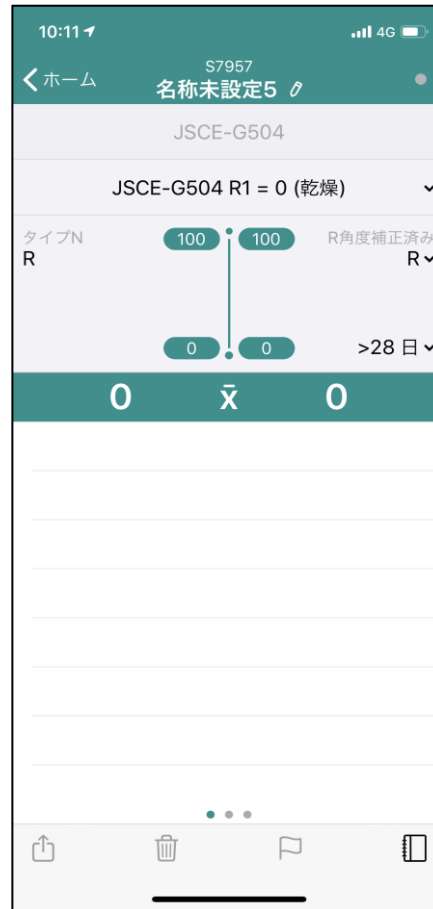 10:11 4G
ホーム
S7957
名称未設定5
JSCE-G504
JSCE-G504 R1 = 0 (乾燥)
タイプN 100 100 R角度補正済み
R R
0 0 >28 日
0 x̄ 0